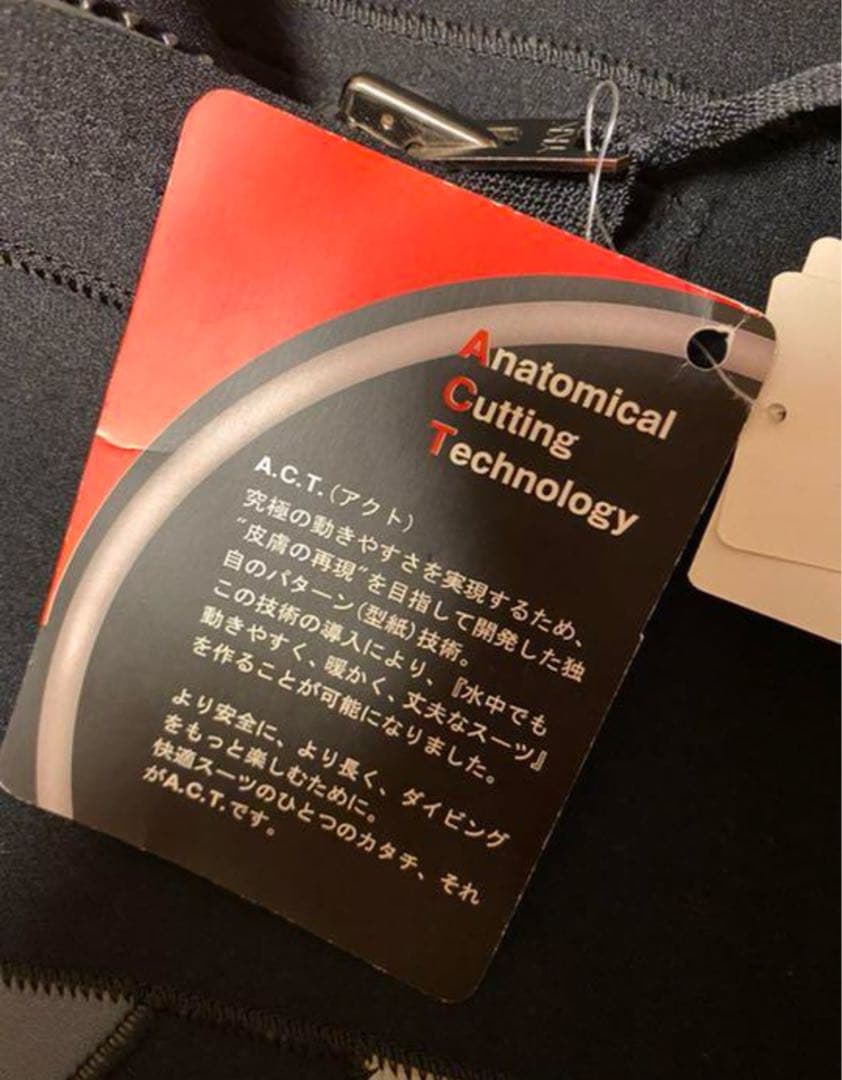 Anatomical
Cutting
Technology
A.C.T.(アクト)
究極の動きやすさを実現するため、
"皮膚の再現"を目指して開発した独
自のパターン(型紙)技術。
この技術の導入により、『水中でも
動きやすく、暖かく、丈夫なスーツ』
を作ることが可能になりました。
より安全に、より長く、ダイビング
をもっと楽しむために。
快適スーツのひとつのカタチ、それ
がA.C.T.です。